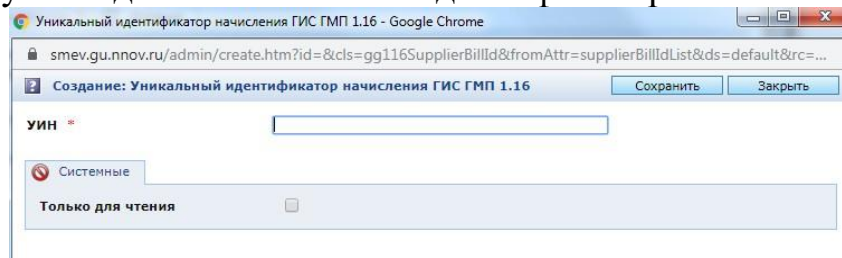 Уникальный идентификатор начисления ГИС ГМП 1.16 - Google Chrome
smev.gu.nnov.ru/admin/create.htm?id=&cls=gg116SupplierBillId&fromAttr=supplierBillIdList&ds=default&rc=...
Создание: Уникальный идентификатор начисления ГИС ГМП 1.16 Сохранить Закрыть
УИН *
Системные
Только для чтения